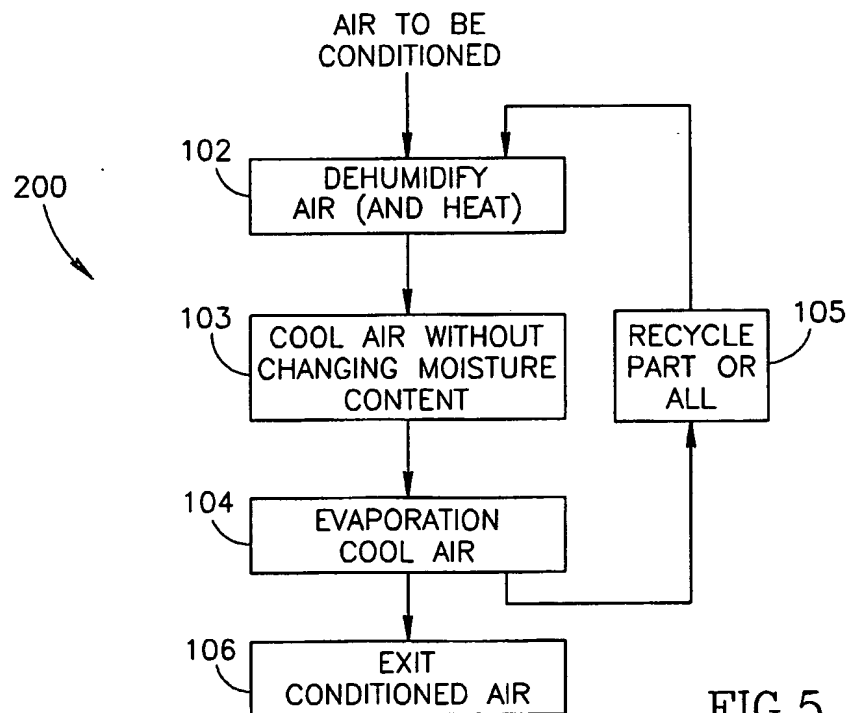 AIR TO BE
CONDITIONED
102
DEHUMIDIFY
AIR (AND HEAT)
200
103
COOL AIR WITHOUT
CHANGING MOISTURE
CONTENT
RECYCLE
PART OR
ALL
105
104
EVAPORATION
COOL AIR
106
EXIT
CONDITIONED AIR
FIG.5